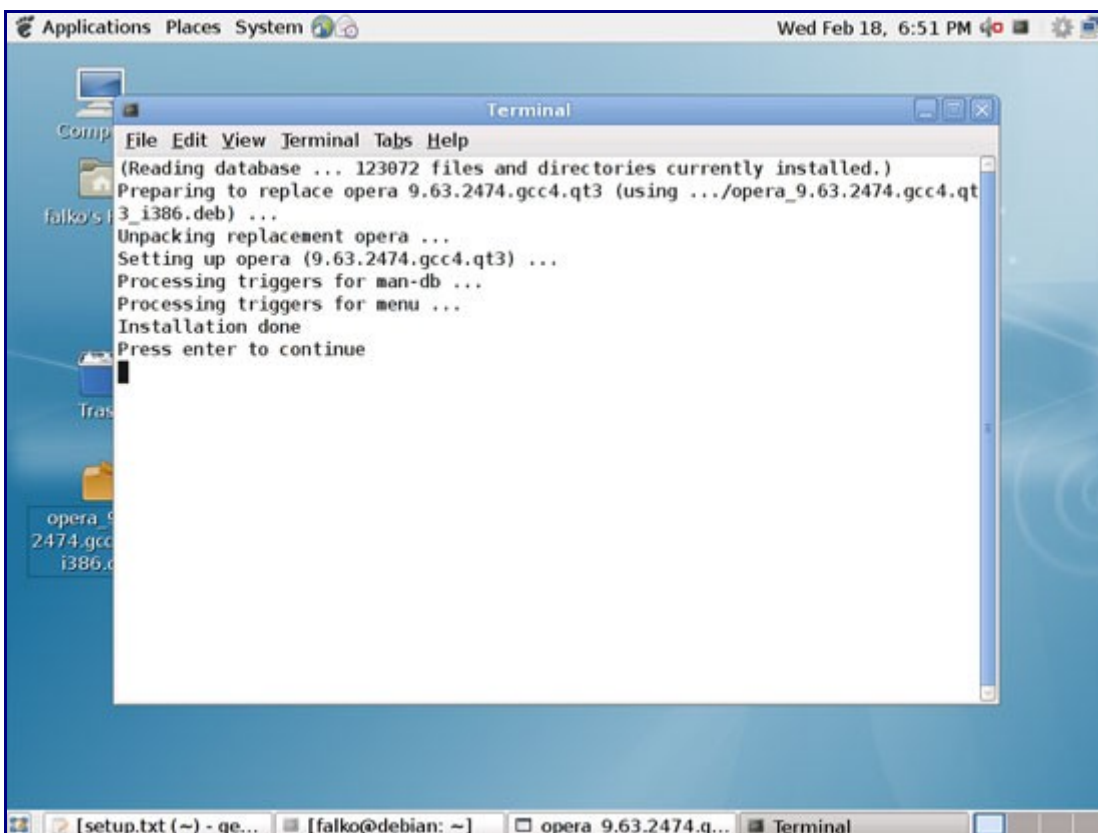 Applications Places System
Wed Feb 18, 6:51 PM
Terminal
File Edit View Terminal Tabs Help
(Reading database ... 123072 files and directories currently installed.)
Preparing to replace opera 9.63.2474.gcc4.qt3 (using .../opera_9.63.2474.gcc4.qt
3_i386.deb) ...
Unpacking replacement opera ...
Setting up opera (9.63.2474.gcc4.qt3) ...
Processing triggers for man-db ...
Processing triggers for menu ...
Installation done
Press enter to continue
Comp
falko's H
Tras
opera_9
2474.gcc
i386.d
[setup.txt (~) - ge...
[falko@debian: ~]
opera_9.63.2474.g...
Terminal